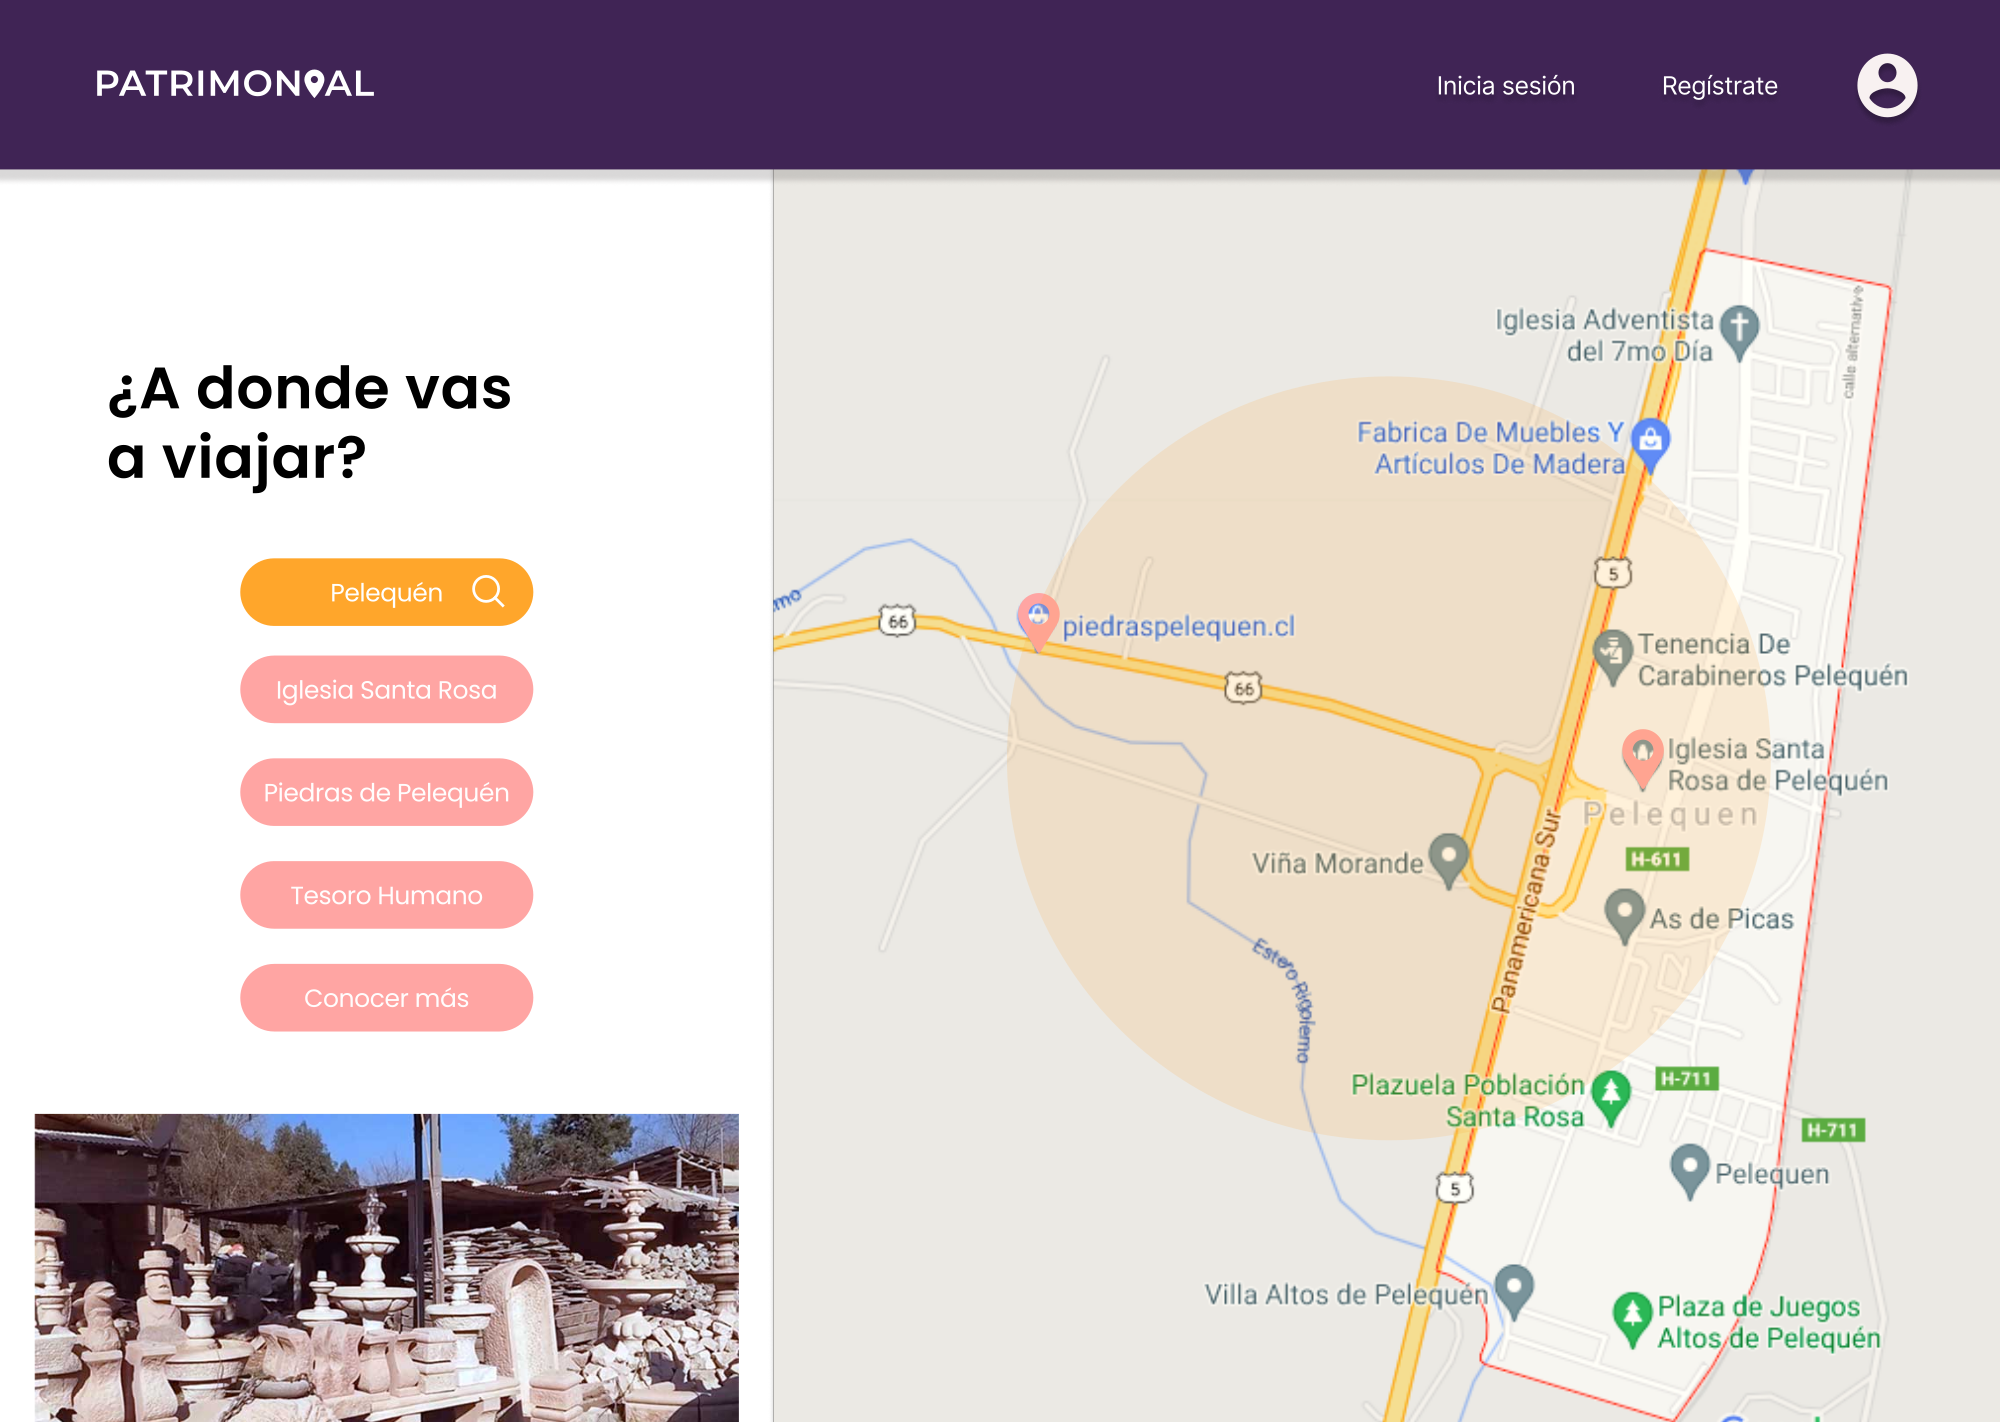 PATRIMONIAL
Inicia sesión
Regístrate
¿A donde vas
a viajar?
Pelequén
Iglesia Santa Rosa
Piedras de Pelequén
Tesoro Humano
Conocer más
Iglesia Adventista
del 7mo Día
calle alternativa
Fabrica De Muebles Y
Artículos De Madera
5
66
piedraspelequen.cl
66
Tenencia De
Carabineros Pelequén
Iglesia Santa
Rosa de Pelequén
Pelequen
H-611
Viña Morande
Panamericana Sur
As de Picas
Estero Rigolemo
Plazuela Población
Santa Rosa
H-711
H-711
Pelequen
5
Villa Altos de Pelequén
Plaza de Juegos
Altos de Pelequén